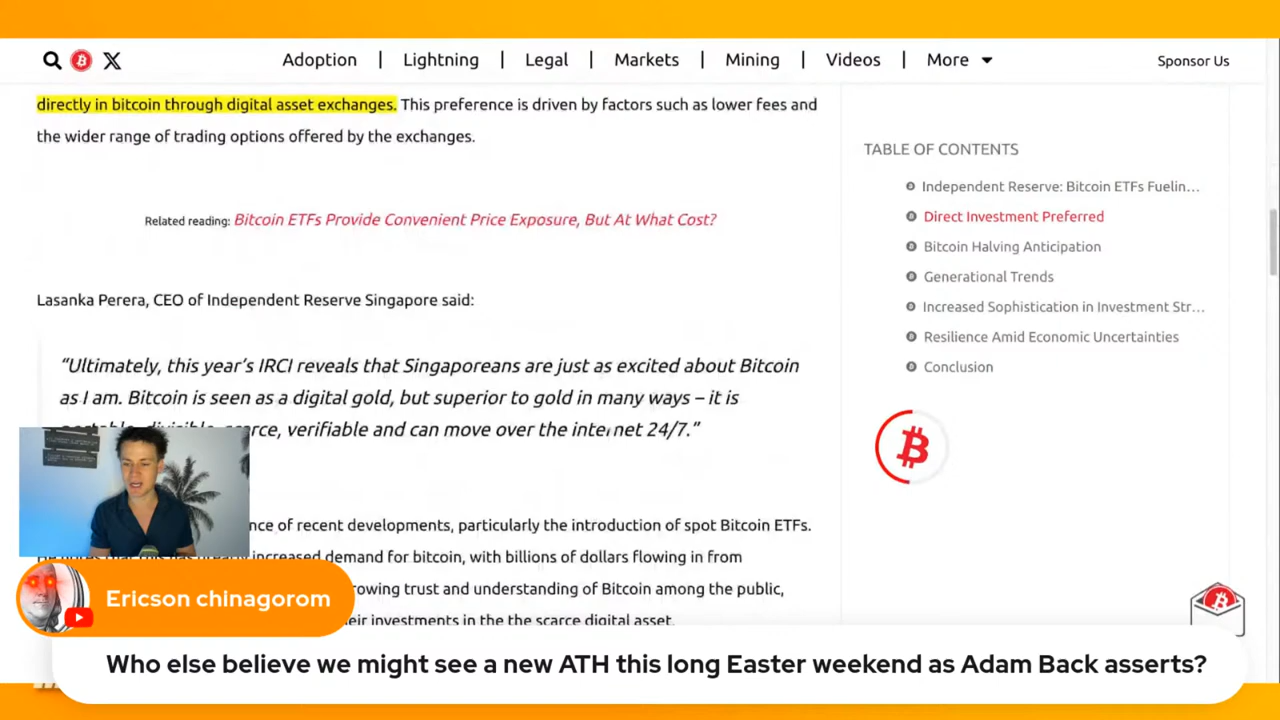 Adoption | Lightning | Legal | Markets | Mining | Videos | More
Sponsor Us
directly in bitcoin through digital asset exchanges. This preference is driven by factors such as lower fees and
the wider range of trading options offered by the exchanges.
Related reading: Bitcoin ETFs Provide Convenient Price Exposure, But At What Cost?
Lasanka Perera, CEO of Independent Reserve Singapore said:
“Ultimately, this year’s IRCI reveals that Singaporeans are just as excited about Bitcoin
as I am. Bitcoin is seen as a digital gold, but superior to gold in many ways – it is
verifiable and can move over the internet 24/7.”
of recent developments, particularly the introduction of spot Bitcoin ETFs.
increased demand for bitcoin, with billions of dollars flowing in from
trust and understanding of Bitcoin among the public,
investments in the the scarce digital asset.
TABLE OF CONTENTS
Independent Reserve: Bitcoin ETFs Fuelin...
Direct Investment Preferred
Bitcoin Halving Anticipation
Generational Trends
Increased Sophistication in Investment Str...
Resilience Amid Economic Uncertainties
Conclusion
Ericson chinagorom
Who else believe we might see a new ATH this long Easter weekend as Adam Back asserts?